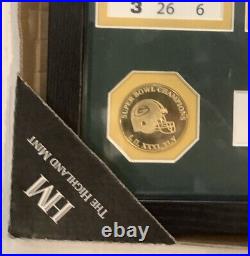 3 26 6
SUPER BOWL CHAMPIONS
I, II, XXXI, XLV
HM
THE HIGHLAND MINT